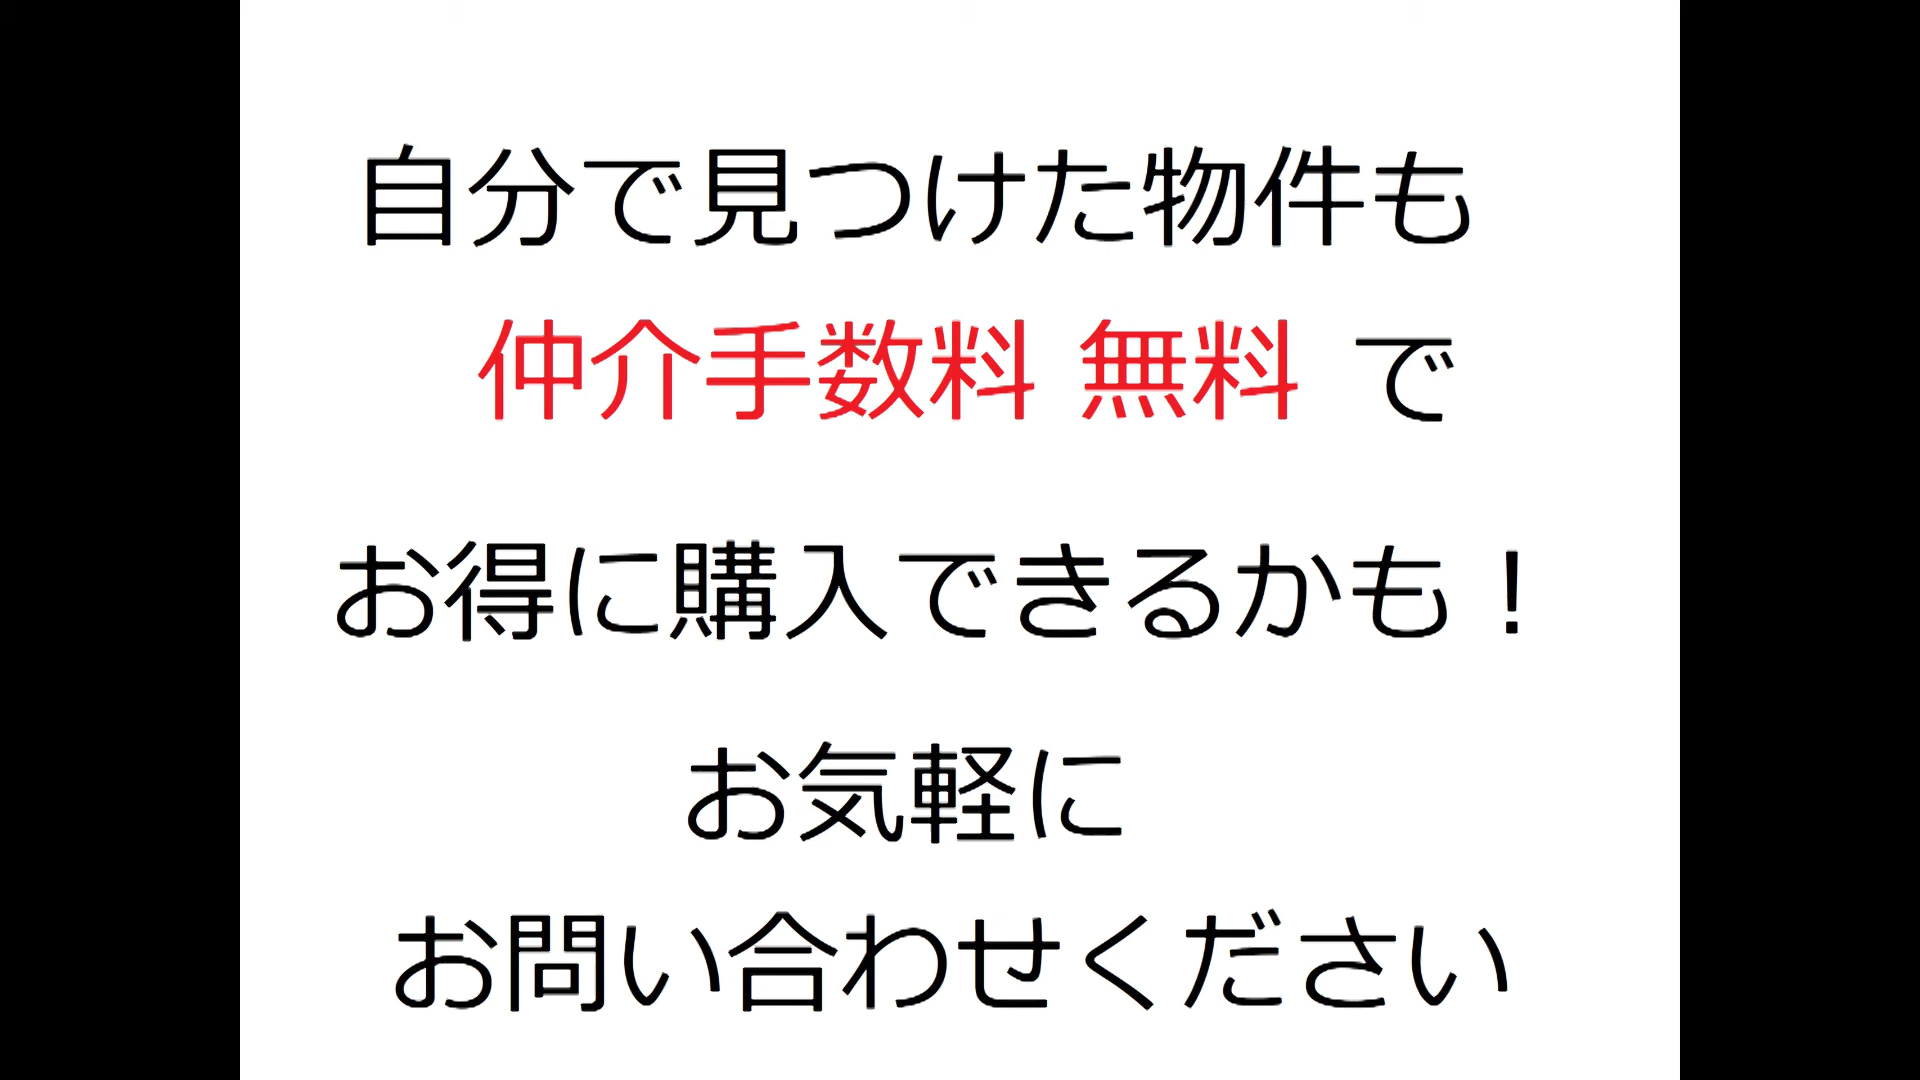 自分で見つけた物件も
仲介手数料 無料 で
お得に購入できるかも！
お気軽に
お問い合わせください